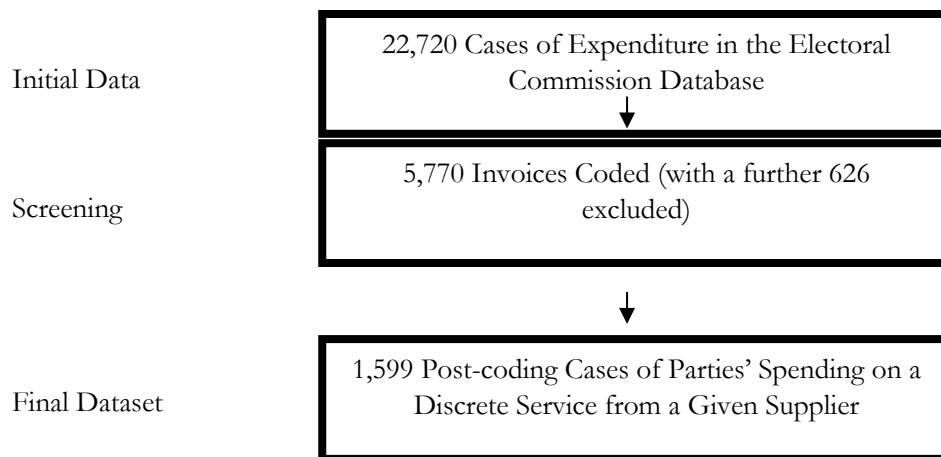 22,720 Cases of Expenditure in the Electoral
Initial Data
Commission Database
5,770 Invoices Coded (with a further 626
Screening
excluded)
1,599 Post-coding Cases of Parties’ Spending on a
Final Dataset
Discrete Service from a Given Supplier